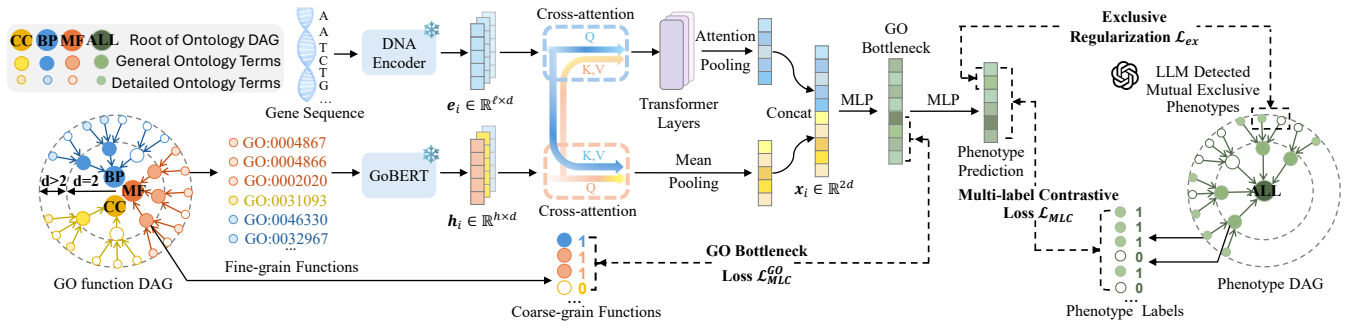 CC BP MF ALL Root of Ontology DAG
General Ontology Terms
Detailed Ontology Terms
A
A
T
C
T
G
...
Gene Sequence
DNA
Encoder
e_i ∈ ℝ^{ℓ×d}
Cross-attention
Q
K,V
Transformer
Layers
Attention
Pooling
GO
Bottleneck
Concat
MLP
MLP
x_i ∈ ℝ^{2d}
Phenotype
Prediction
Exclusive
Regularization ℒ_ex
LLM Detected
Mutual Exclusive
Phenotypes
d>2
d=2
BP
MF
CC
GO function DAG
GO:0004867
GO:0004866
GO:0002020
GO:0031093
GO:0046330
GO:0032967
...
Fine-grain Functions
GoBERT
h_i ∈ ℝ^{h×d}
K,V
Q
Cross-attention
Mean
Pooling
1
1
1
0
...
Coarse-grain Functions
GO Bottleneck
Loss ℒ_{MLC}^{GO}
Multi-label Contrastive
Loss ℒ_{MLC}
1
1
1
0
1
0
...
Phenotype Labels
ALL
Phenotype DAG